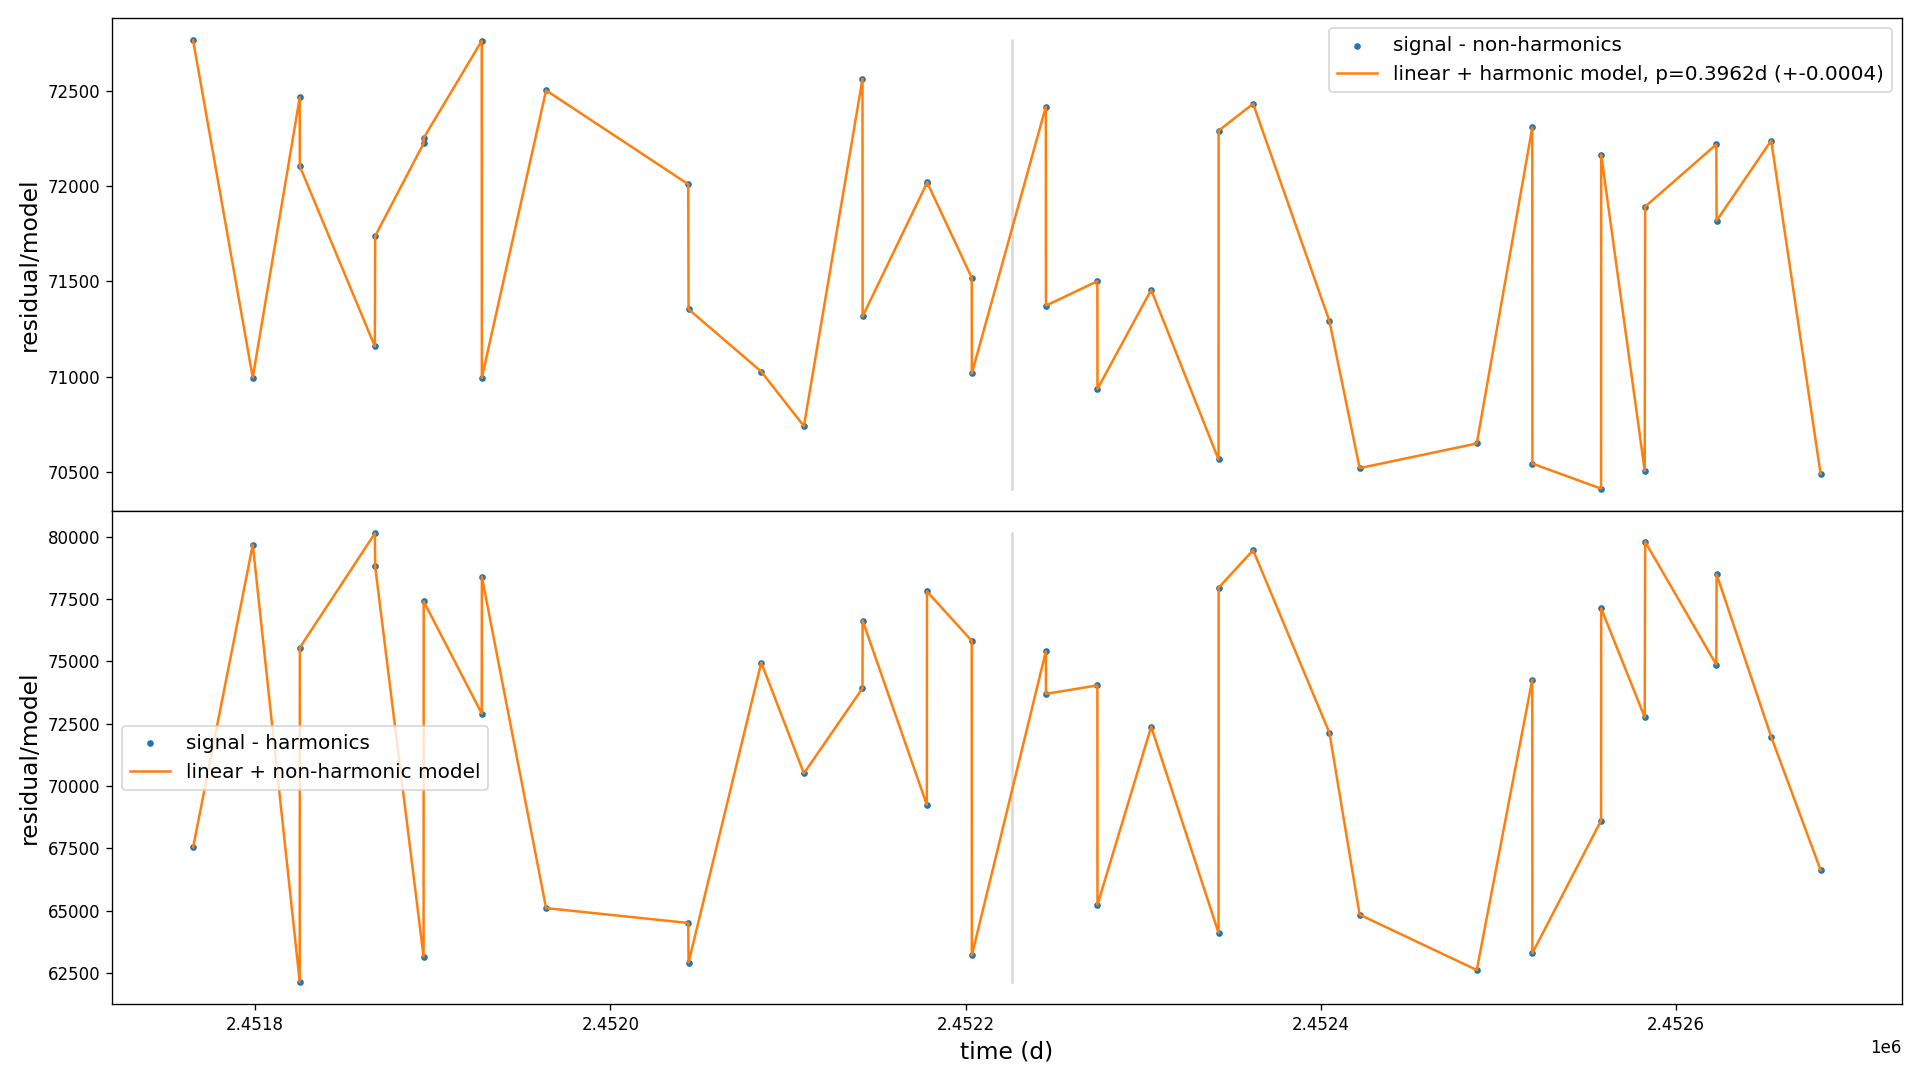 signal - non-harmonics
linear + harmonic model, p=0.3962d (+-0.0004)
residual/model
72500
72000
71500
71000
70500
80000
77500
75000
72500
70000
67500
65000
62500
residual/model
signal - harmonics
linear + non-harmonic model
2.4518
2.4520
2.4522
2.4524
2.4526
time (d)
1e6